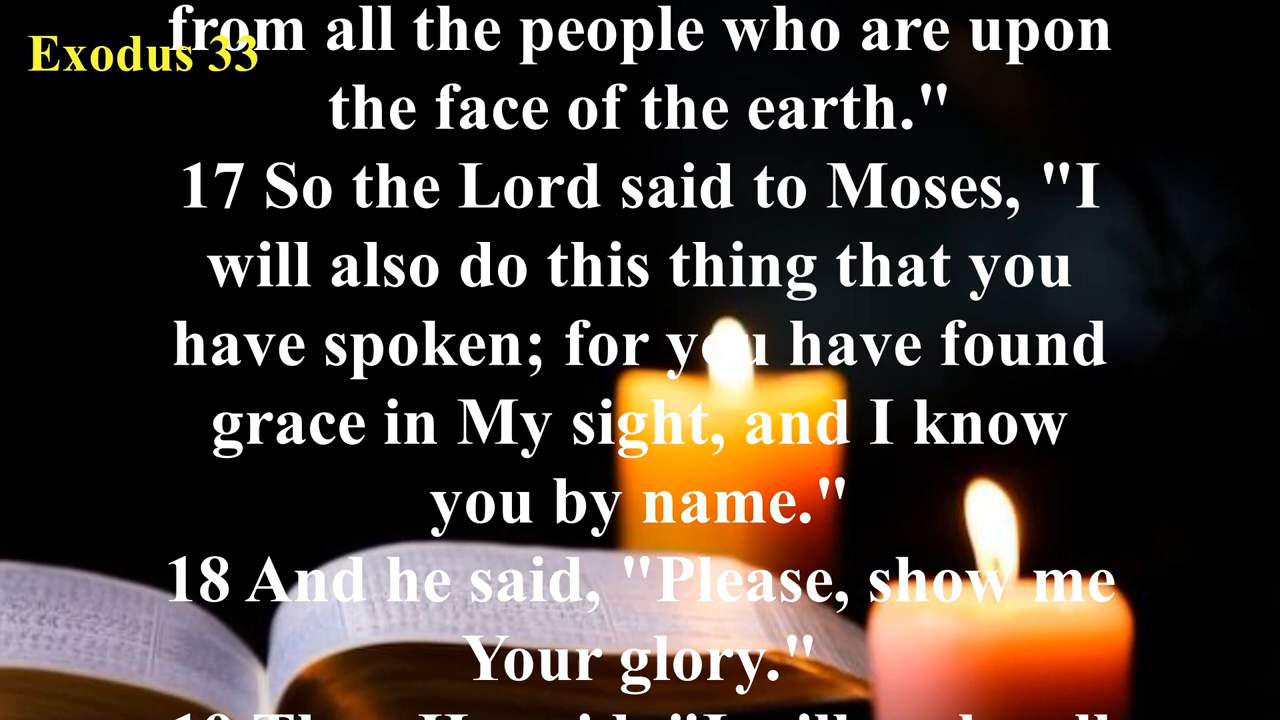 Exodus 33
from all the people who are upon
the face of the earth."
17 So the Lord said to Moses, "I
will also do this thing that you
have spoken; for you have found
grace in My sight, and I know
you by name."
18 And he said, "Please, show me
Your glory."